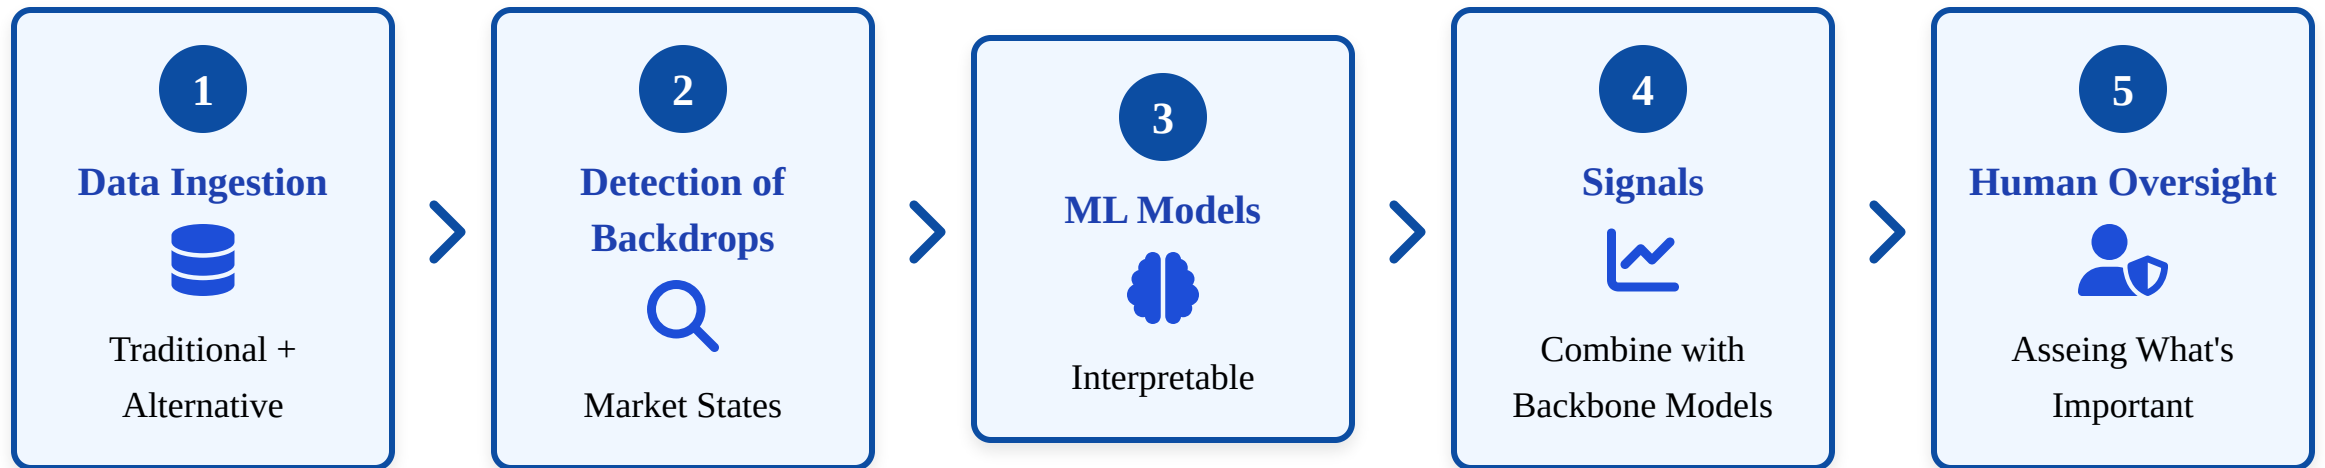 1
Data Ingestion
Traditional +
Alternative
2
Detection of
Backdrops
Market States
3
ML Models
Interpretable
4
Signals
Combine with
Backbone Models
5
Human Oversight
Asseing What's
Important